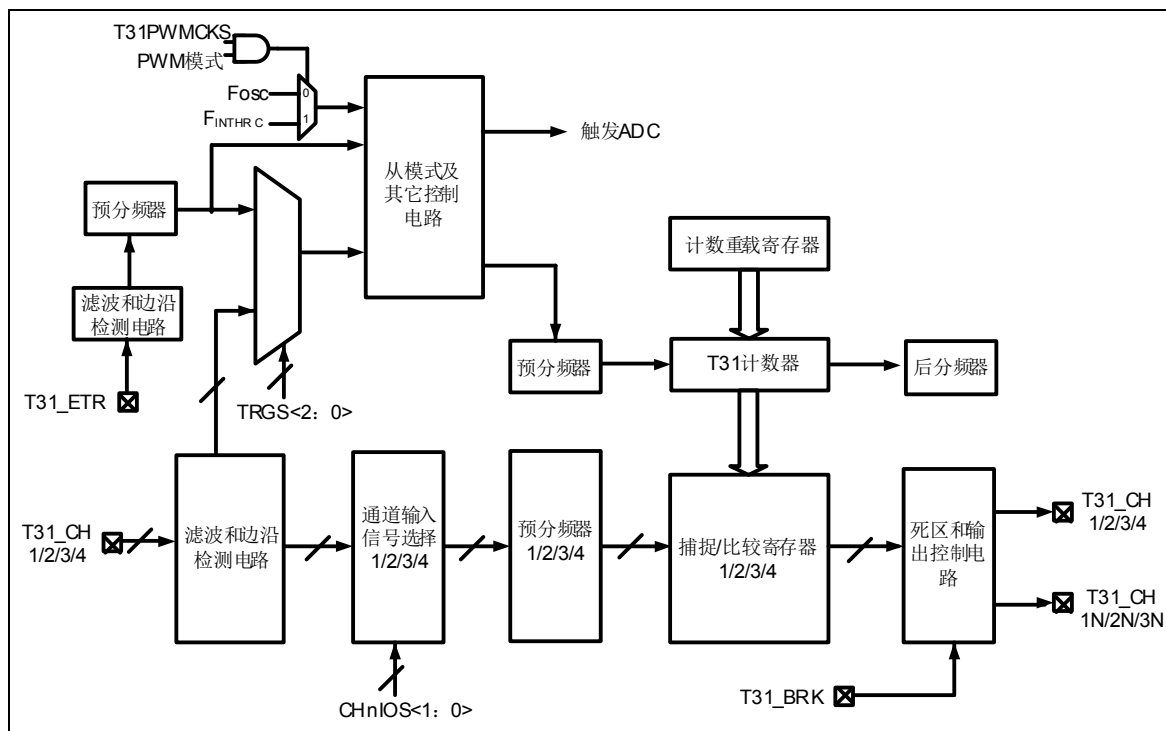 T31PWMCKS
PWM模式
Fosc
0
FINTHRC
1
从模式及
其它控制
电路
触发ADC
预分频器
计数重载寄存器
滤波和边沿
检测电路
预分频器
T31计数器
后分频器
T31_ETR
TRGS<2：0>
T31_CH
1/2/3/4
滤波和边沿
检测电路
通道输入
信号选择
1/2/3/4
预分频器
1/2/3/4
捕捉/比较寄存器
1/2/3/4
死区和输
出控制电
路
T31_CH
1/2/3/4
T31_CH
1N/2N/3N
T31_BRK
CHnIOS<1：0>